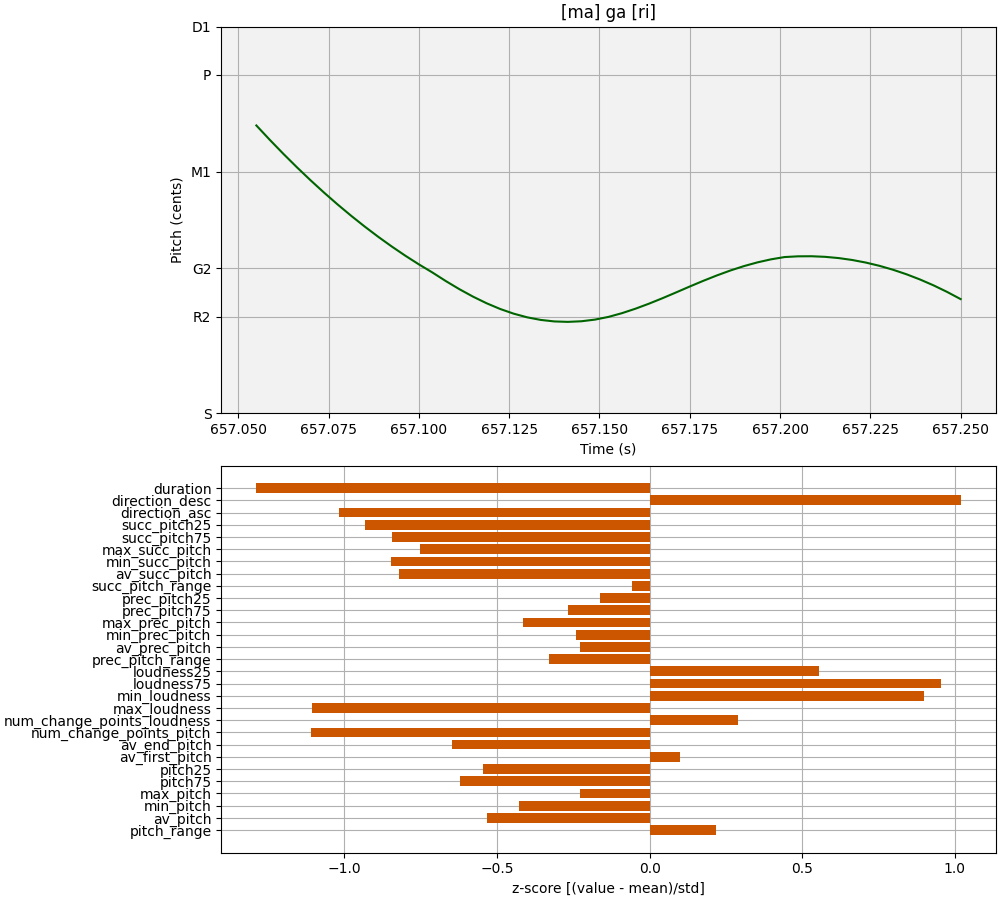 [ma] ga [ri]
D1
P
M1
G2
R2
S
Pitch (cents)
657.050 657.075 657.100 657.125 657.150 657.175 657.200 657.225 657.250
Time (s)
duration
direction_desc
direction_asc
succ_pitch25
succ_pitch75
max_succ_pitch
min_succ_pitch
av_succ_pitch
succ_pitch_range
prec_pitch25
prec_pitch75
max_prec_pitch
min_prec_pitch
av_prec_pitch
prec_pitch_range
loudness25
loudness75
min_loudness
max_loudness
num_change_points_loudness
num_change_points_pitch
av_end_pitch
av_first_pitch
pitch25
pitch75
max_pitch
min_pitch
av_pitch
pitch_range
−1.0 −0.5 0.0 0.5 1.0
z-score [(value - mean)/std]